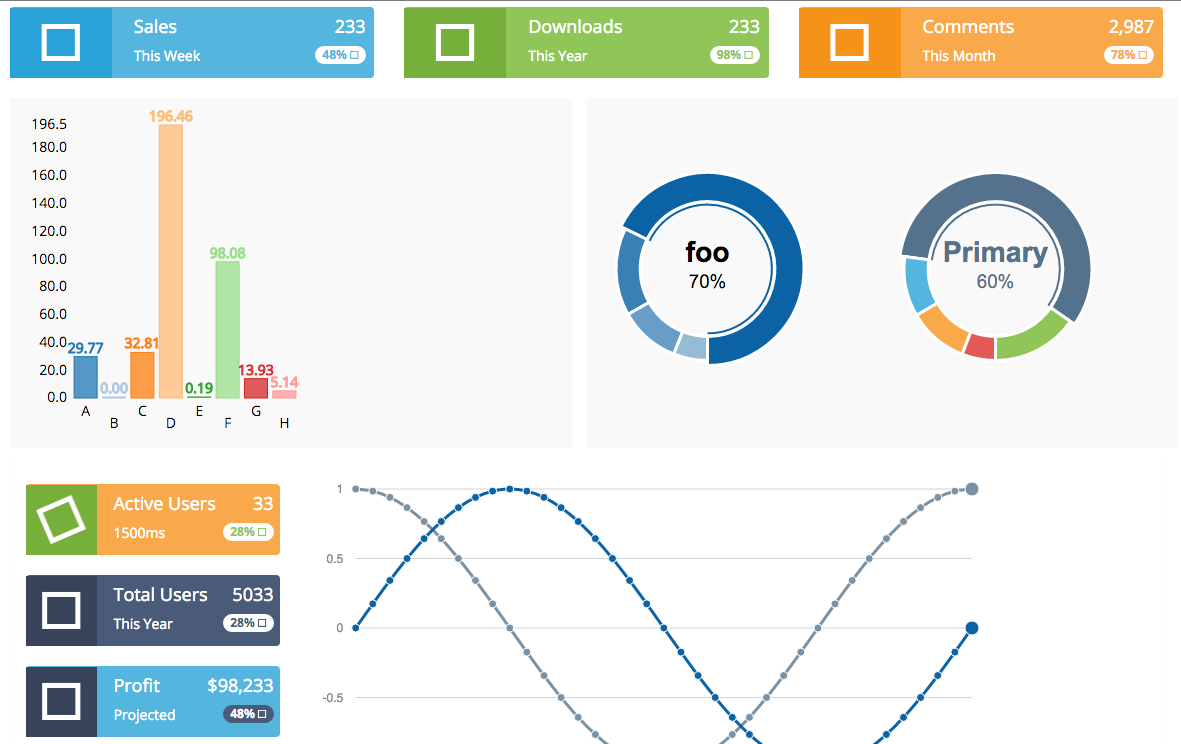 Sales 233
This Week 48%
Downloads 233
This Year 98%
Comments 2,987
This Month 78%
196.46
196.5
180.0
160.0
140.0
120.0
98.08
100.0
80.0
60.0
40.0
29.77 32.81
20.0
13.93
0.00 0.19 5.14
0.0
A C E G
B D F H
foo
70%
Primary
60%
Active Users 33
1500ms 28%
Total Users 5033
This Year 28%
Profit $98,233
Projected 48%
1
0.5
0
-0.5